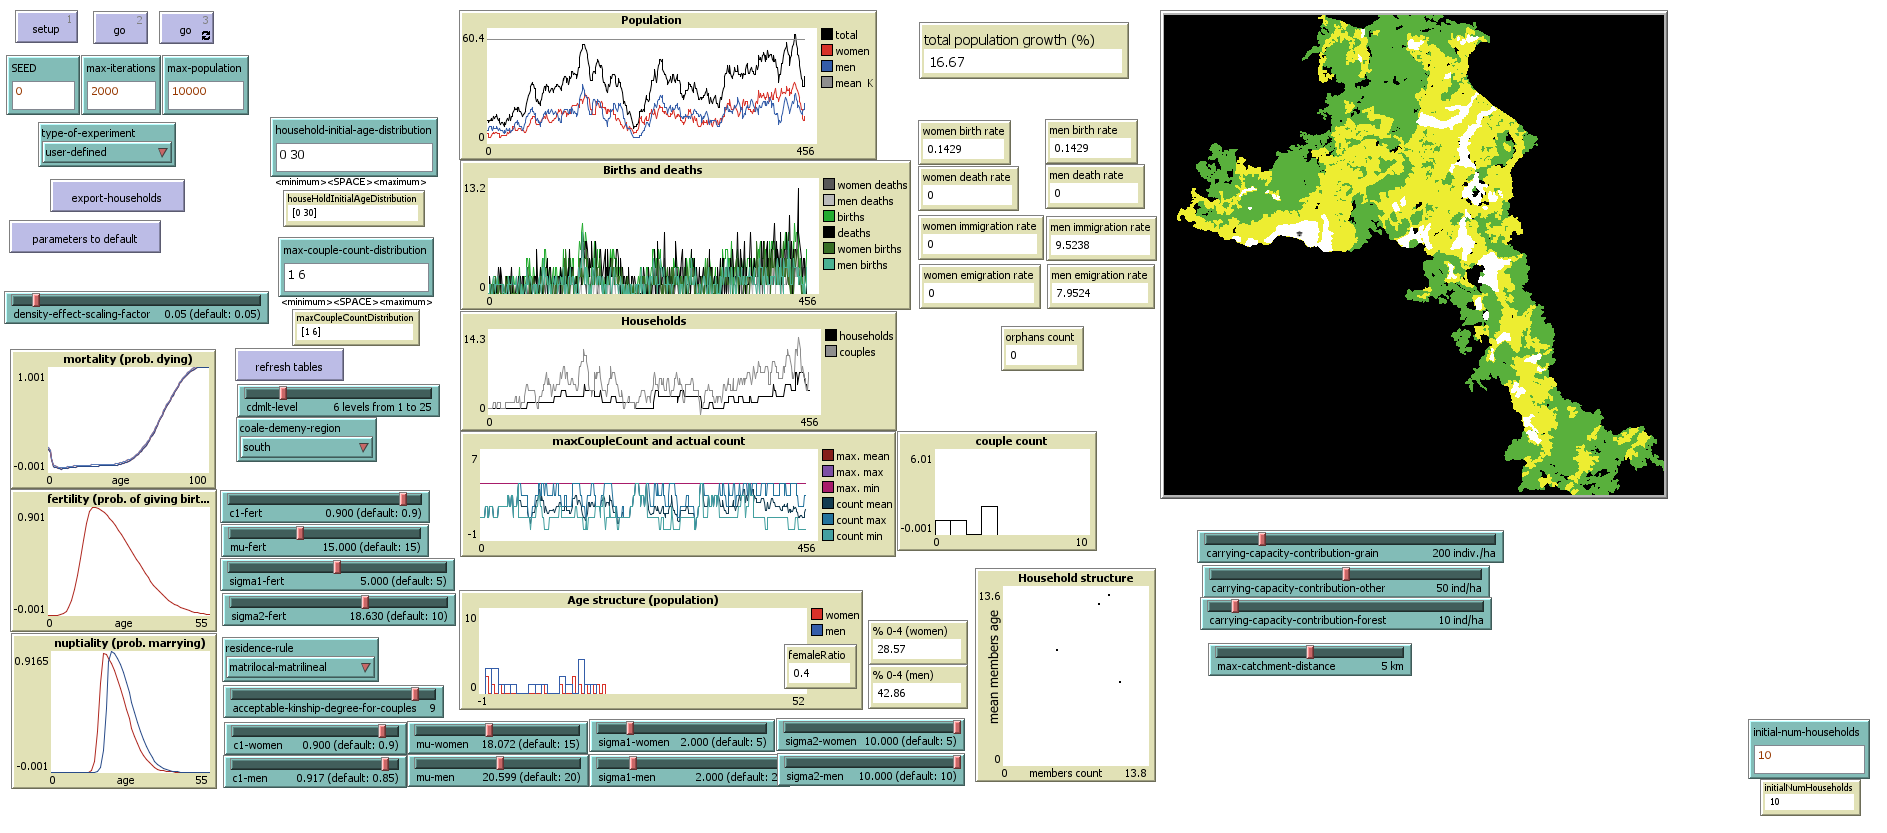 setup 1
go 2
go 3
SEED
0
max-iterations
2000
max-population
10000
type-of-experiment
user-defined
export-households
parameters to default
household-initial-age-distribution
0 30
<minimum><SPACE><maximum>
houseHoldInitialAgeDistribution
[0 30]
max-couple-count-distribution
1 6
<minimum><SPACE><maximum>
maxCoupleCountDistribution
[1 6]
density-effect-scaling-factor 0.05 (default: 0.05)
mortality (prob. dying)
1.001
-0.001
0 age 100
refresh tables
cdmlt-level 6 levels from 1 to 25
coale-demeny-region
south
fertility (prob. of giving birt...
0.901
-0.001
0 age 55
c1-fert 0.900 (default: 0.9)
mu-fert 15.000 (default: 15)
sigma1-fert 5.000 (default: 5)
sigma2-fert 18.630 (default: 10)
nuptiality (prob. marrying)
0.9165
-0.001
0 age 55
residence-rule
matrilocal-matrilineal
acceptable-kinship-degree-for-couples 9
c1-women 0.900 (default: 0.9)
mu-women 18.072 (default: 15)
sigma1-women 2.000 (default: 5)
sigma2-women 10.000 (default: 5)
c1-men 0.917 (default: 0.85)
mu-men 20.599 (default: 20)
sigma1-men 2.000 (default: 2
sigma2-men 10.000 (default: 10)
Population
60.4
0
0 456
total
women
men
mean K
Births and deaths
13.2
0
0 456
women deaths
men deaths
births
deaths
women births
men births
Households
14.3
0
0 456
households
couples
maxCoupleCount and actual count
7
-1
0 456
max. mean
max. max
max. min
count mean
count max
count min
couple count
6.01
-0.001
0 10
Age structure (population)
10
0
-1 52
women
men
femaleRatio
0.4
% 0-4 (women)
28.57
% 0-4 (men)
42.86
Household structure
13.6
mean members age
0
0 members count 13.8
total population growth (%)
16.67
women birth rate
0.1429
men birth rate
0.1429
women death rate
0
men death rate
0
women immigration rate
0
men immigration rate
9.5238
women emigration rate
0
men emigration rate
7.9524
orphans count
0
carrying-capacity-contribution-grain 200 indiv./ha
carrying-capacity-contribution-other 50 ind/ha
carrying-capacity-contribution-forest 10 ind/ha
max-catchment-distance 5 km
initial-num-households
10
initialNumHouseholds
10